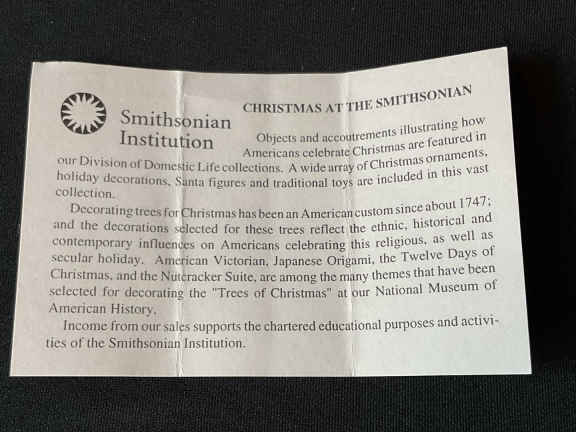 CHRISTMAS AT THE SMITHSONIAN
Smithsonian
Institution
Objects and accoutrements illustrating how
Americans celebrate Christmas are featured in
our Division of Domestic Life collections. A wide array of Christmas ornaments,
holiday decorations, Santa figures and traditional toys are included in this vast
collection.
Decorating trees for Christmas has been an American custom since about 1747;
and the decorations selected for these trees reflect the ethnic, historical and
contemporary influences on Americans celebrating this religious, as well as
secular holiday. American Victorian, Japanese Origami, the Twelve Days of
Christmas, and the Nutcracker Suite, are among the many themes that have been
selected for decorating the "Trees of Christmas" at our National Museum of
American History.
Income from our sales supports the chartered educational purposes and activi-
ties of the Smithsonian Institution.